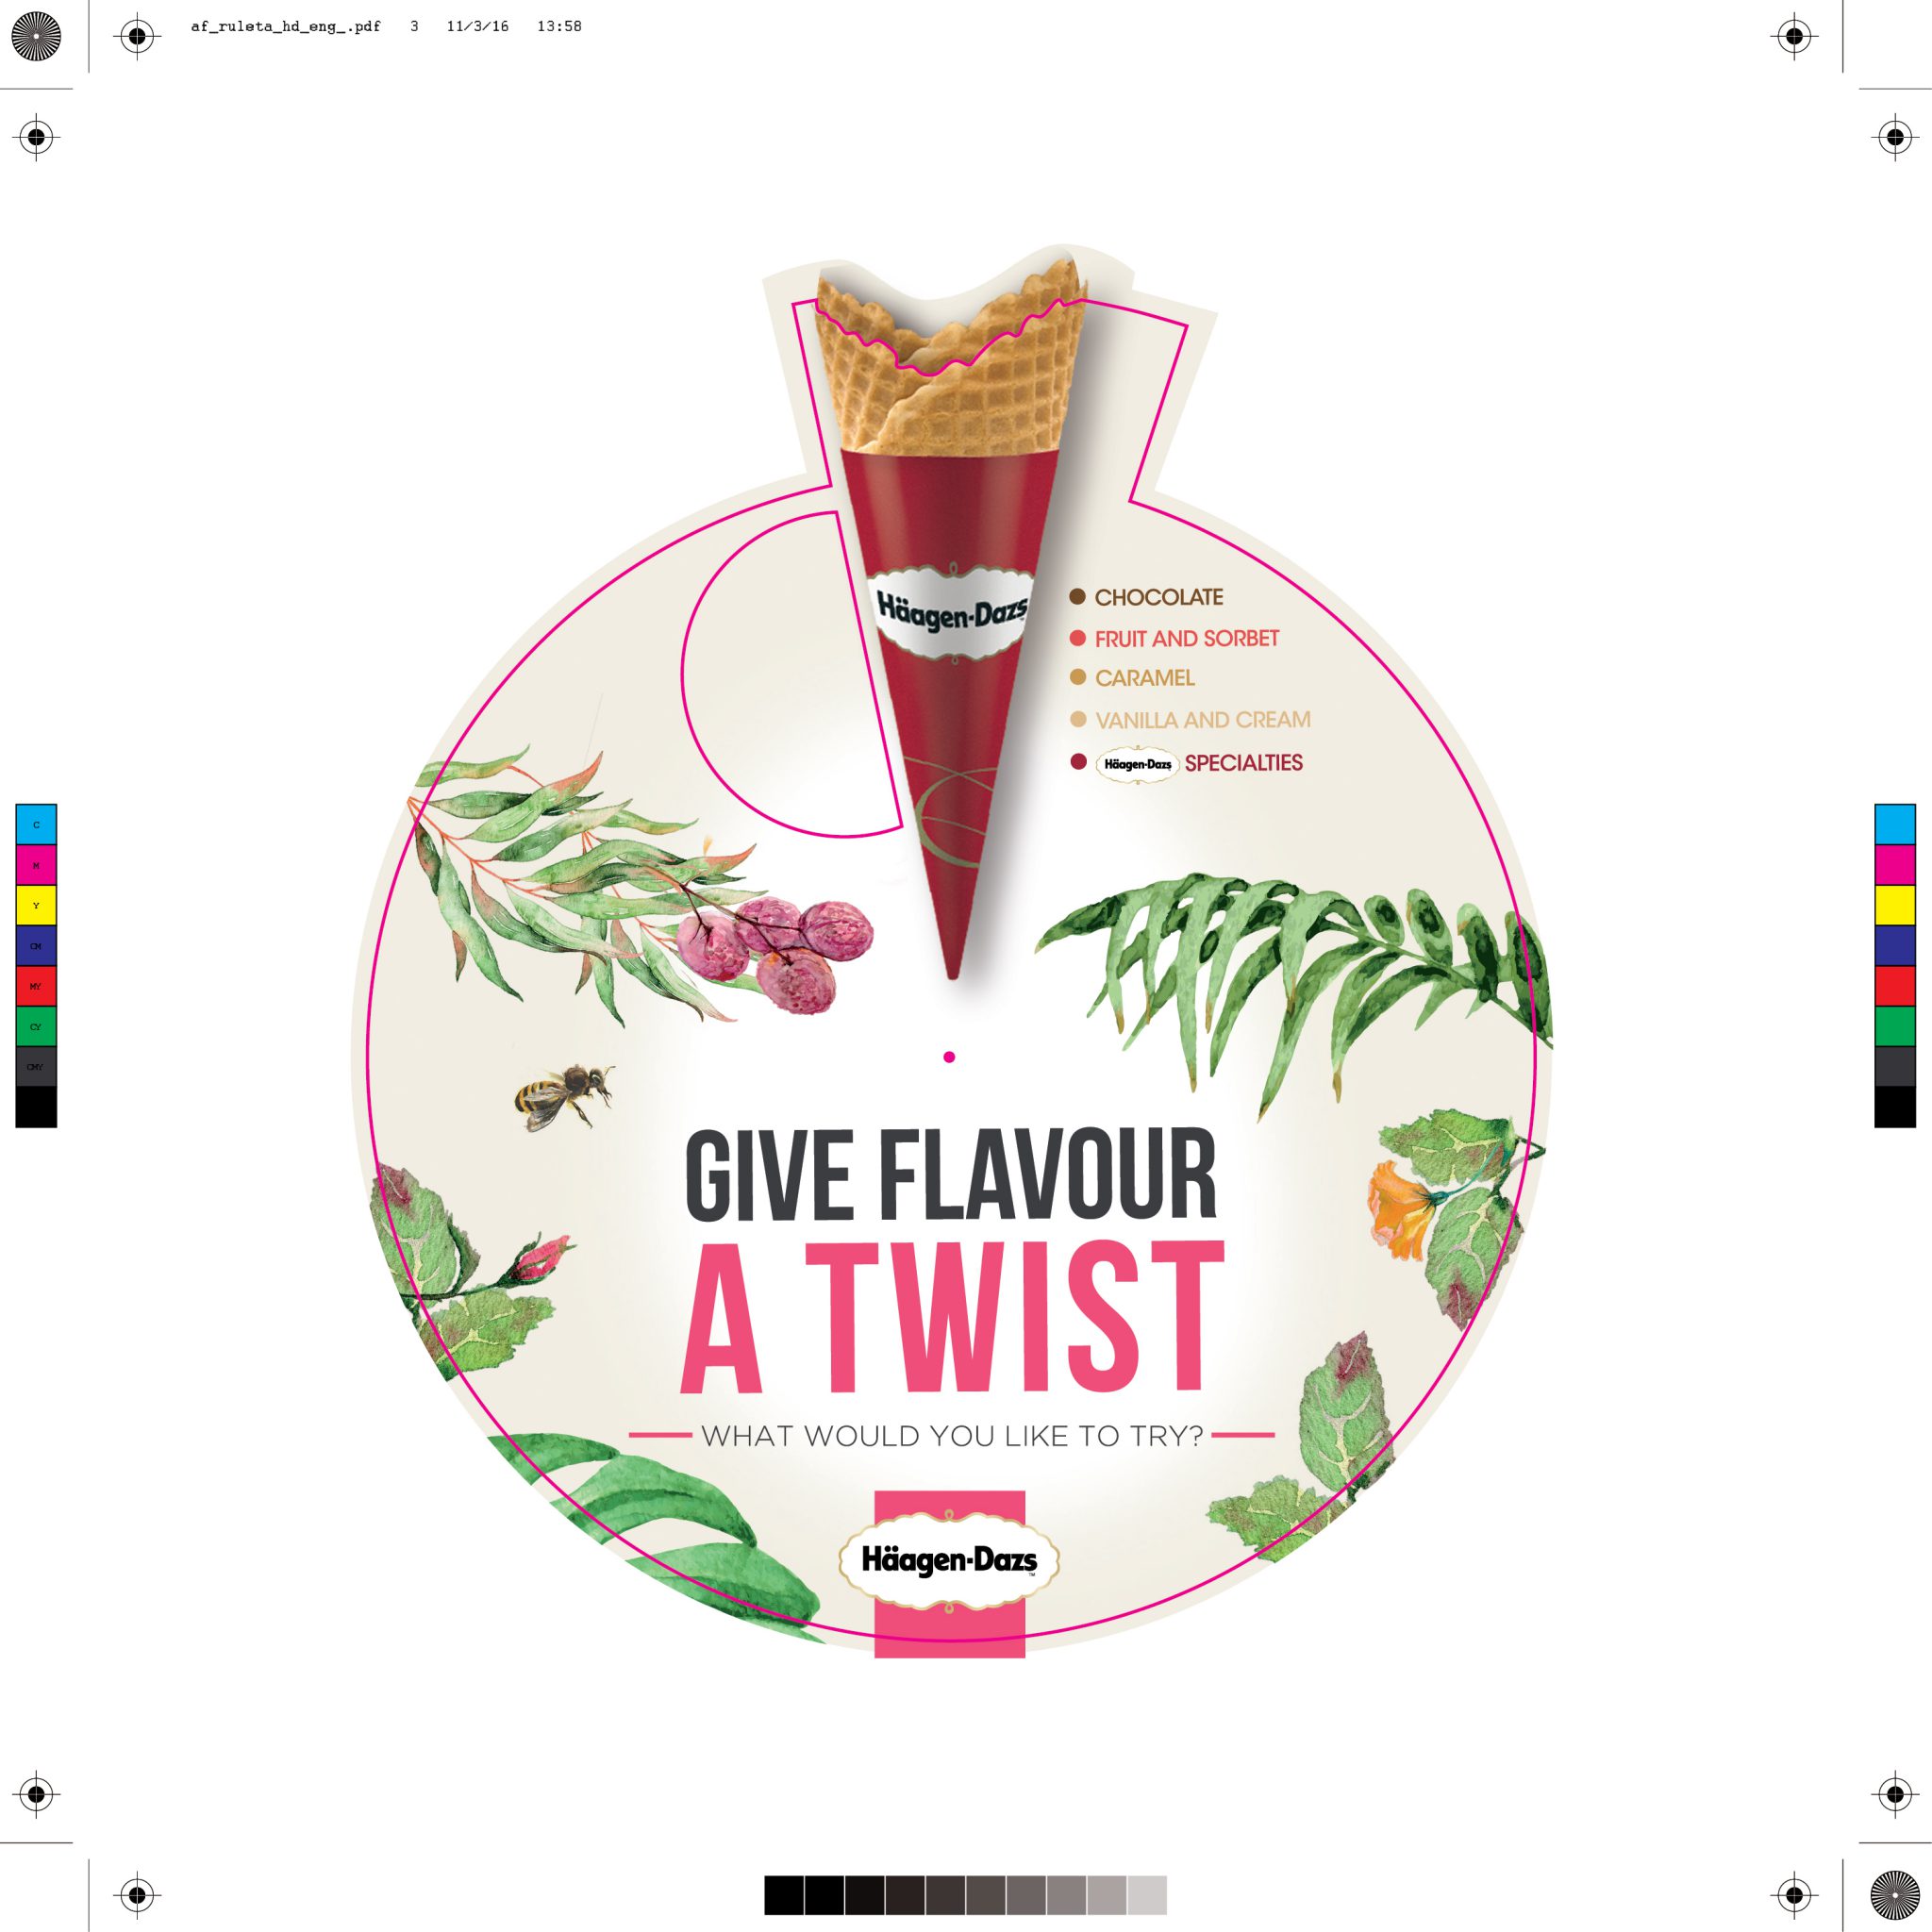 af_ruleta_hd_eng_.pdf 3 11/3/16 13:58
Häagen-Dazs
CHOCOLATE
FRUIT AND SORBET
CARAMEL
VANILLA AND CREAM
Häagen-Dazs SPECIALTIES
C
M
Y
CM
MY
CY
CMY
GIVE FLAVOUR
A TWIST
WHAT WOULD YOU LIKE TO TRY?
Häagen-Dazs™